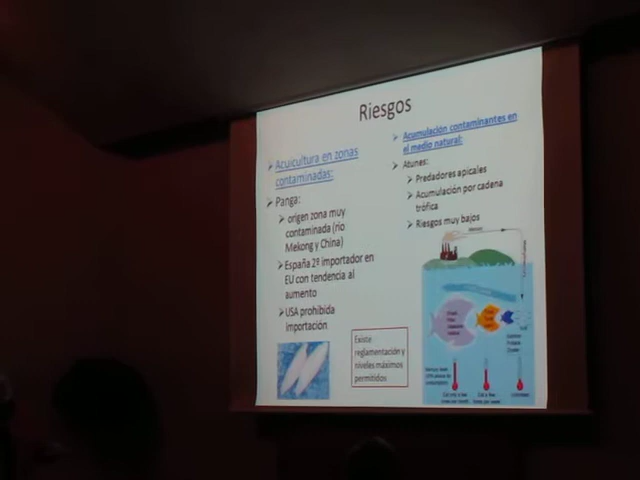 Riesgos
Acuicultura en zonas
contaminadas:
Panga:
origen zona muy
contaminada (rio
Mekong y China)
España 2º importador en
EU con tendencia al
aumento
USA prohibida
importación
Acumulación contaminantes en
el medio natural:
Atunes:
Predadores apicales
Acumulación por cadena
trófica
Riesgos muy bajos
Existe
reglamentación y
niveles máximos
permitidos